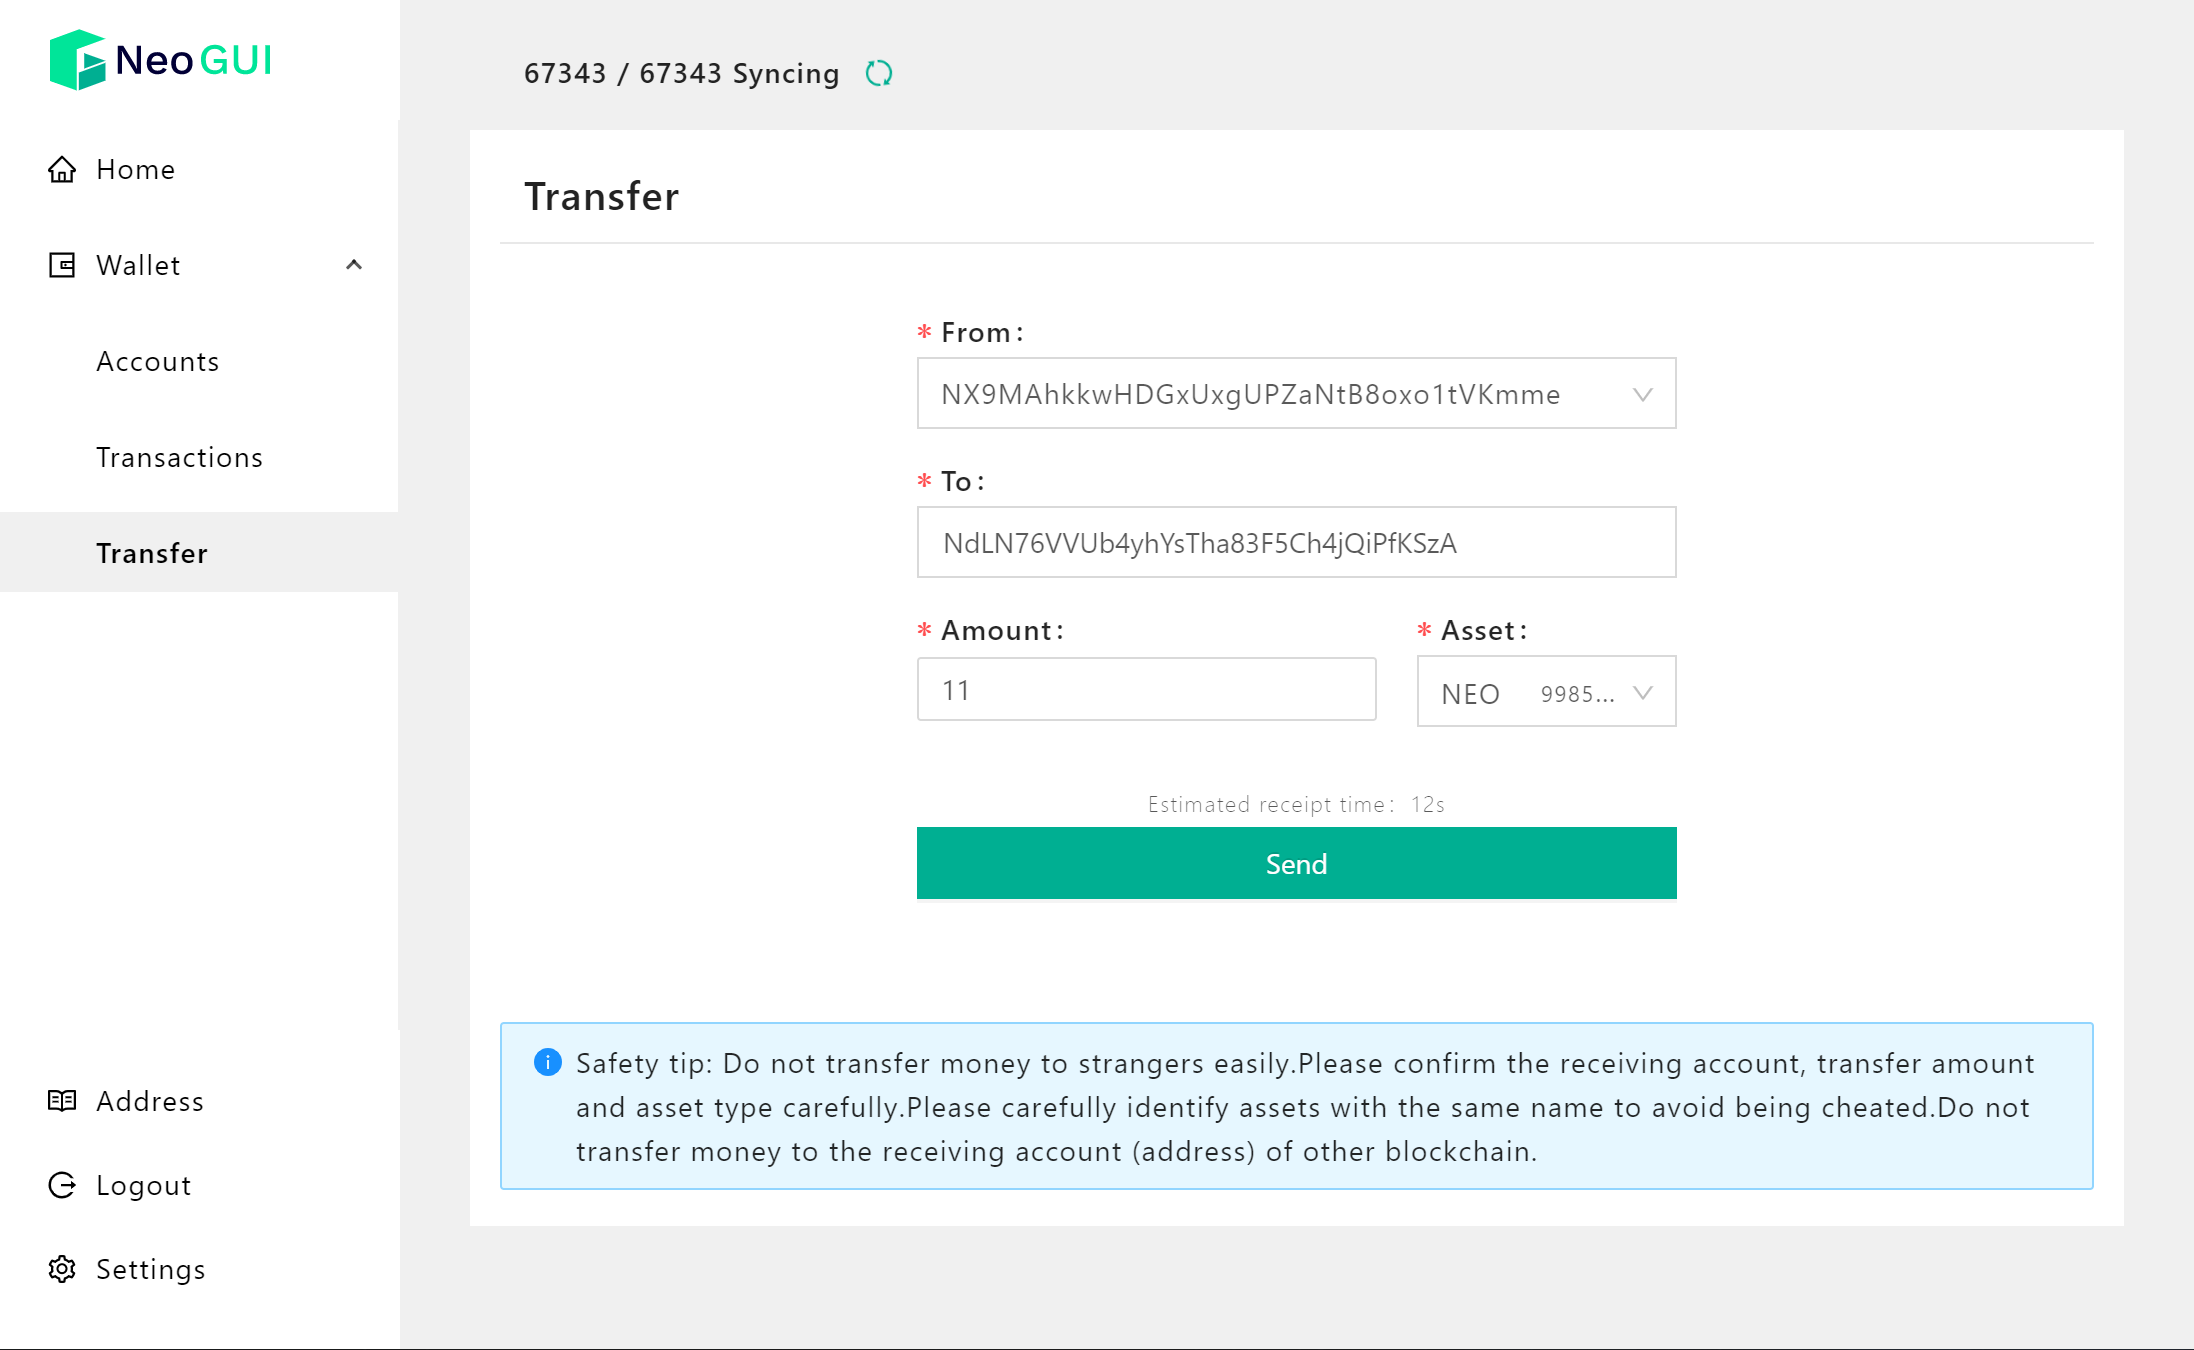 Neo GUI
67343 / 67343 Syncing
Home
Wallet
Accounts
Transactions
Transfer
Address
Logout
Settings
Transfer
* From:
NX9MAhkkwHDGxUxgUPZaNtB8oxo1tVKmme
* To:
NdLN76VVUb4yhYsTha83F5Ch4jQiPfKSzA
* Amount: * Asset:
11 NEO 9985...
Estimated receipt time: 12s
Send
Safety tip: Do not transfer money to strangers easily.Please confirm the receiving account, transfer amount
and asset type carefully.Please carefully identify assets with the same name to avoid being cheated.Do not
transfer money to the receiving account (address) of other blockchain.